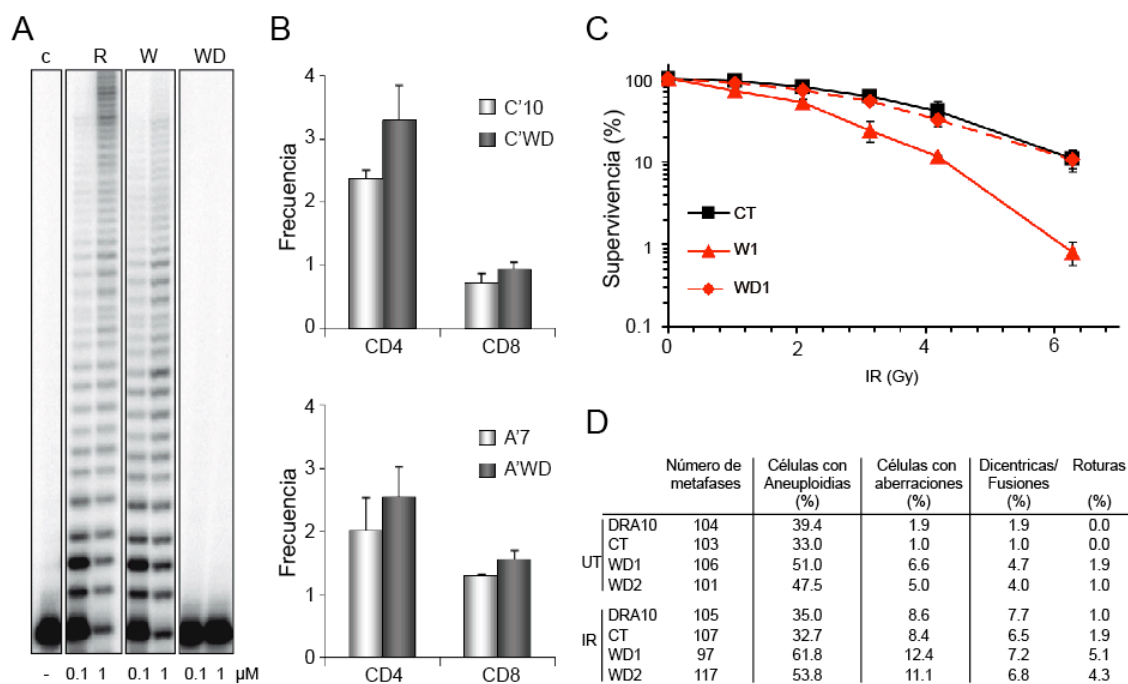 A
c R W WD
- 0.1 1 0.1 1 0.1 1 µM
B
Frecuencia
4
3
2
1
0
C'10
C'WD
CD4 CD8
Frecuencia
4
3
2
1
0
A'7
A'WD
CD4 CD8
C
Supervivencia (%)
100
10
1
0.1
CT
W1
WD1
0 2 4 6
IR (Gy)
D
Número de metafases
Células con Aneuploidias (%)
Células con aberraciones (%)
Dicentricas/ Fusiones (%)
Roturas (%)
UT
DRA10 104 39.4 1.9 1.9 0.0
CT 103 33.0 1.0 1.0 0.0
WD1 106 51.0 6.6 4.7 1.9
WD2 101 47.5 5.0 4.0 1.0
IR
DRA10 105 35.0 8.6 7.7 1.0
CT 107 32.7 8.4 6.5 1.9
WD1 97 61.8 12.4 7.2 5.1
WD2 117 53.8 11.1 6.8 4.3